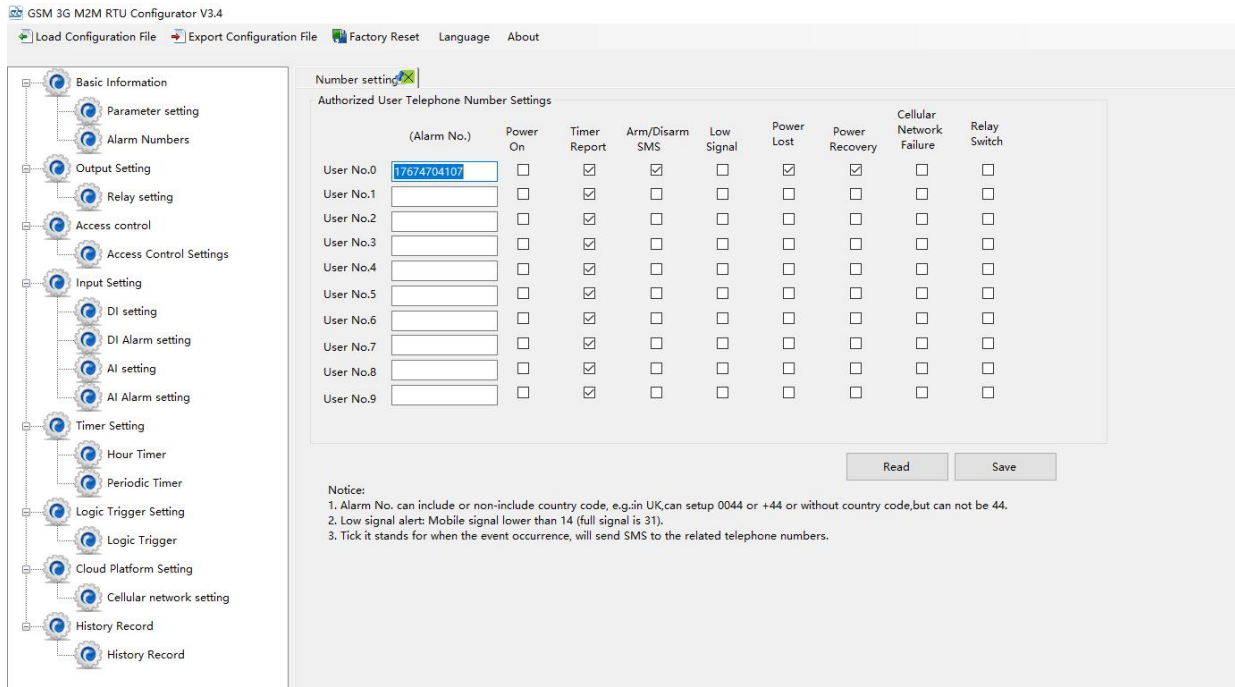 GSM 3G M2M RTU Configurator V3.4
Load Configuration File Export Configuration File Factory Reset Language About
Basic Information
Parameter setting
Alarm Numbers
Output Setting
Relay setting
Access control
Access Control Settings
Input Setting
DI setting
DI Alarm setting
AI setting
AI Alarm setting
Timer Setting
Hour Timer
Periodic Timer
Logic Trigger Setting
Logic Trigger
Cloud Platform Setting
Cellular network setting
History Record
History Record
Number setting
Authorized User Telephone Number Settings
(Alarm No.) Power On Timer Report Arm/Disarm SMS Low Signal Power Lost Power Recovery Cellular Network Failure Relay Switch
User No.0 17674704107
User No.1
User No.2
User No.3
User No.4
User No.5
User No.6
User No.7
User No.8
User No.9
Read Save
Notice:
1. Alarm No. can include or non-include country code, e.g.:in UK,can setup 0044 or +44 or without country code,but can not be 44.
2. Low signal alert: Mobile signal lower than 14 (full signal is 31).
3. Tick it stands for when the event occurrence, will send SMS to the related telephone numbers.